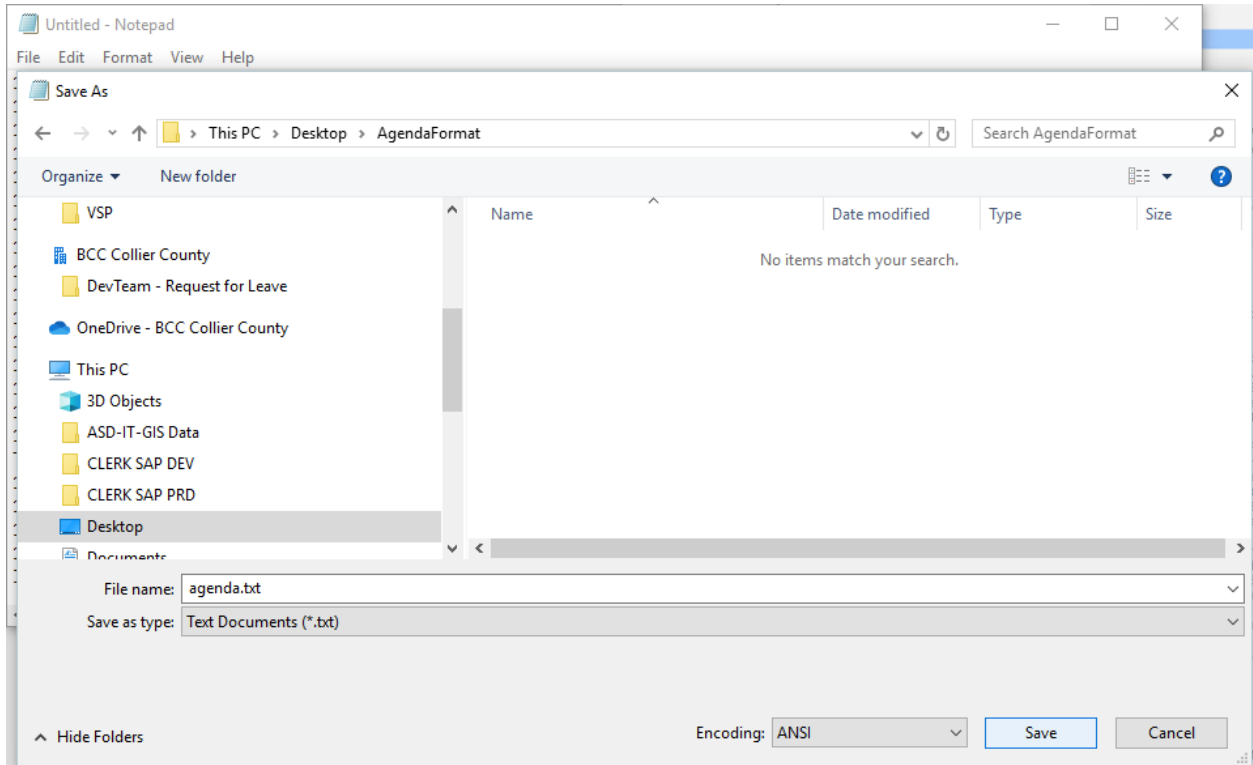 Untitled - Notepad
File Edit Format View Help
Save As
This PC > Desktop > AgendaFormat
Search AgendaFormat
Organize
New folder
?
VSP
BCC Collier County
DevTeam - Request for Leave
OneDrive - BCC Collier County
This PC
3D Objects
ASD-IT-GIS Data
CLERK SAP DEV
CLERK SAP PRD
Desktop
Documents
Name Date modified Type Size
No items match your search.
File name: agenda.txt
Save as type: Text Documents (*.txt)
Hide Folders
Encoding: ANSI
Save
Cancel